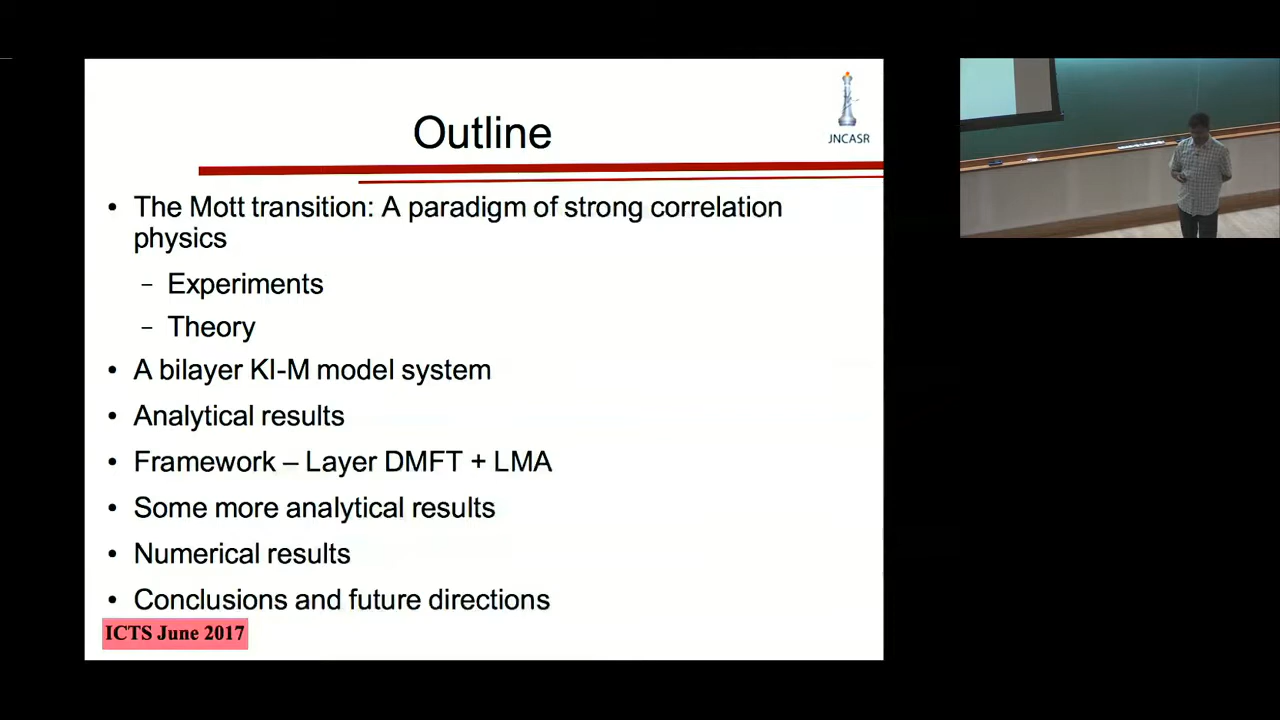 JNCASR
Outline
• The Mott transition: A paradigm of strong correlation
physics
– Experiments
– Theory
• A bilayer KI-M model system
• Analytical results
• Framework – Layer DMFT + LMA
• Some more analytical results
• Numerical results
• Conclusions and future directions
ICTS June 2017